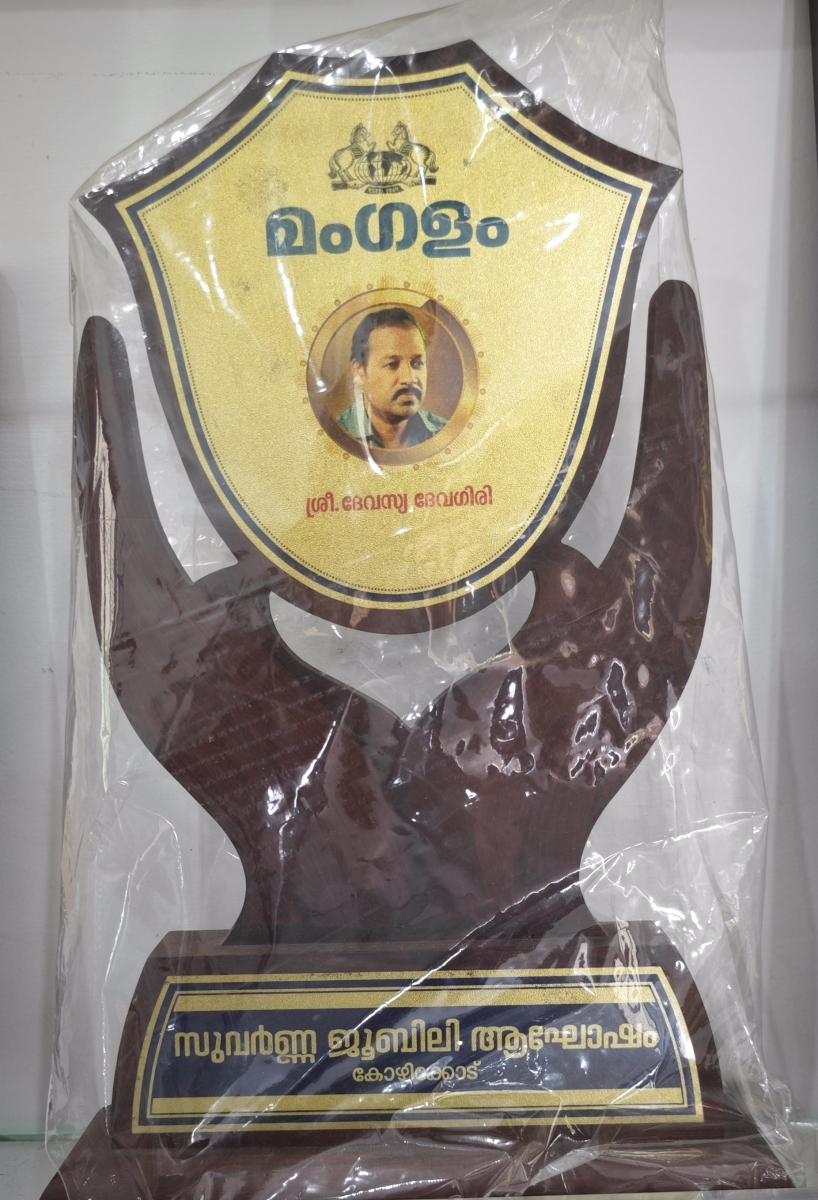 മംഗളം
ശ്രീ. ദേവസ്യ ദേവഗിരി
സുവർണ്ണ ജൂബിലി ആഘോഷം
കോഴിക്കോട്